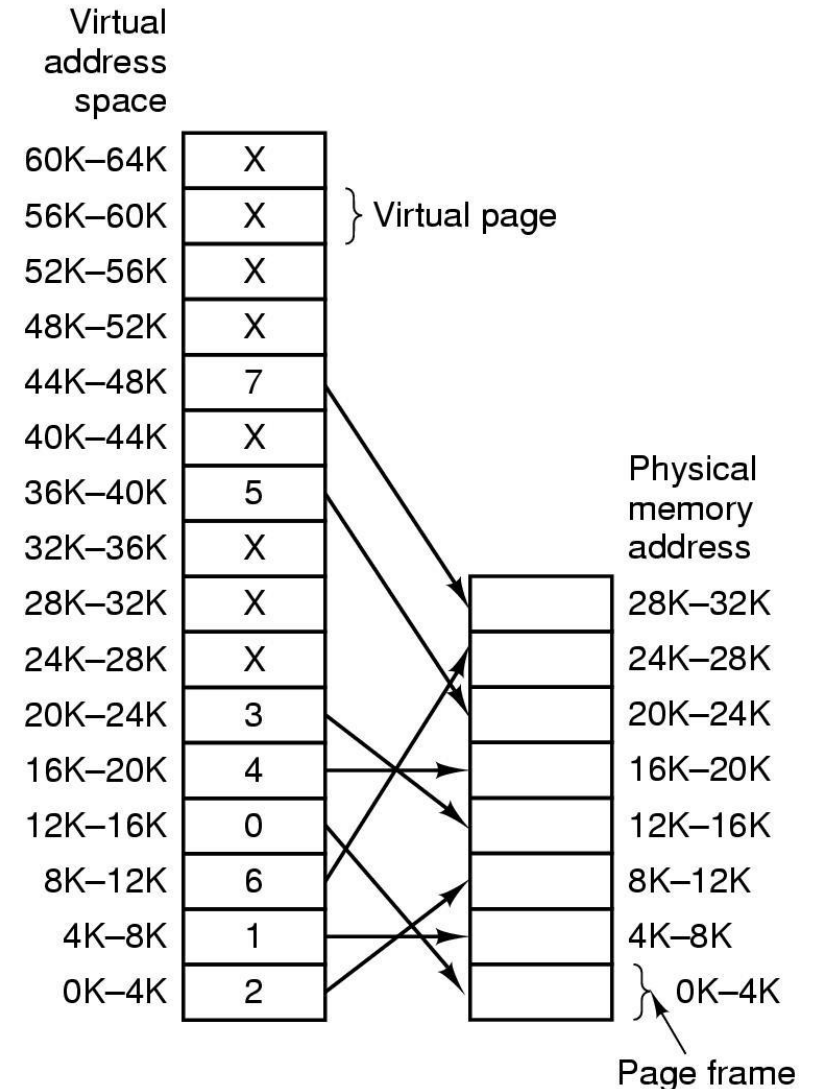 Virtual
address
space
60K–64K X
56K–60K X Virtual page
52K–56K X
48K–52K X
44K–48K 7
40K–44K X
36K–40K 5
32K–36K X
28K–32K X
24K–28K X
20K–24K 3
16K–20K 4
12K–16K 0
8K–12K 6
4K–8K 1
0K–4K 2
Physical
memory
address
28K–32K
24K–28K
20K–24K
16K–20K
12K–16K
8K–12K
4K–8K
0K–4K
Page frame